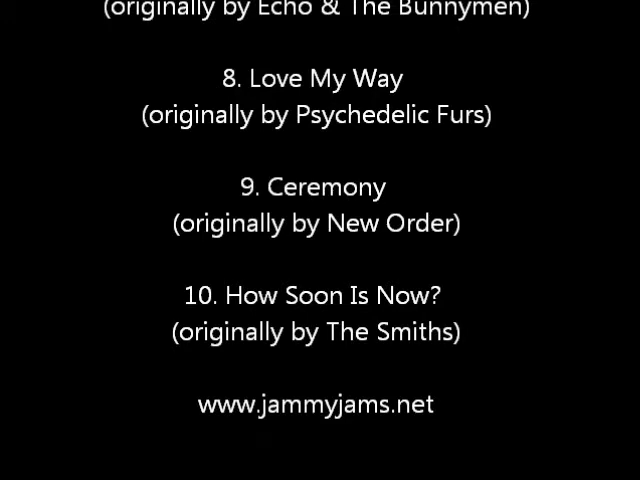 (originally by Echo & The Bunnymen)
8. Love My Way
(originally by Psychedelic Furs)
9. Ceremony
(originally by New Order)
10. How Soon Is Now?
(originally by The Smiths)
www.jammyjams.net